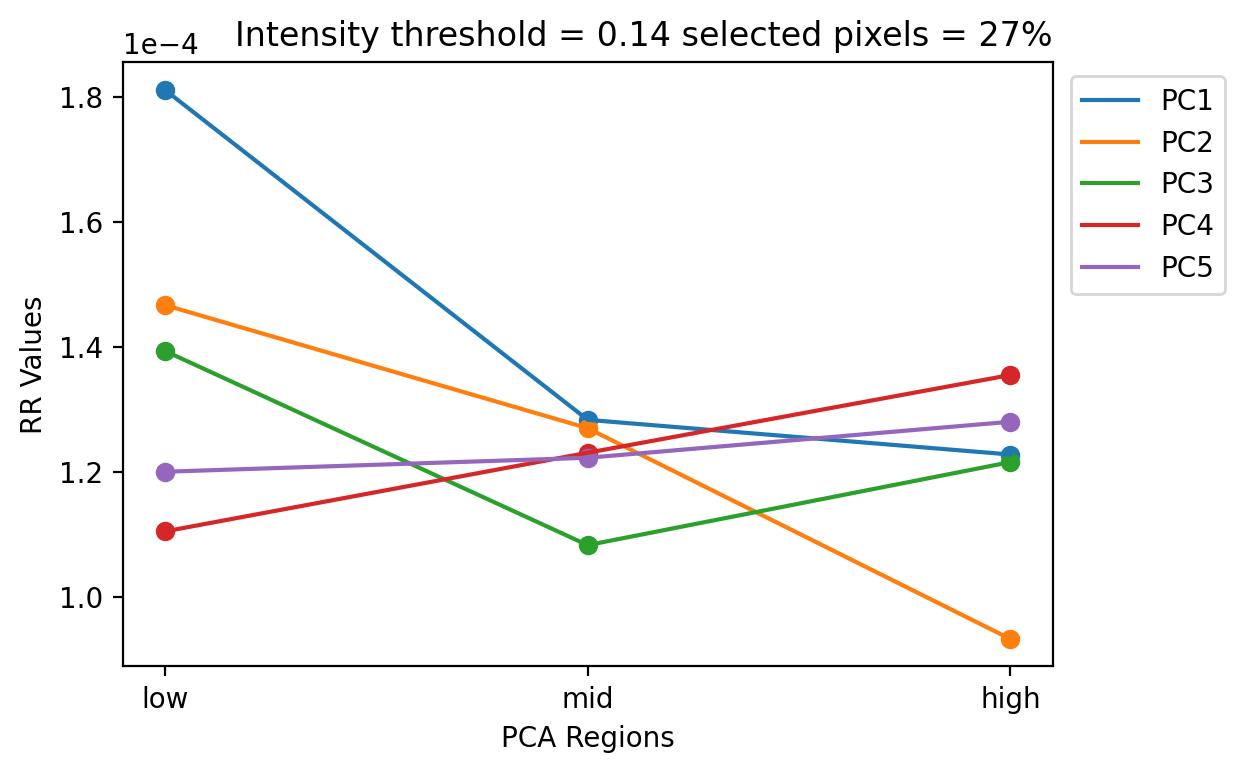 Intensity threshold = 0.14 selected pixels = 27%
1e−4
1.8
1.6
1.4
1.2
1.0
RR Values
low
mid
high
PCA Regions
PC1
PC2
PC3
PC4
PC5